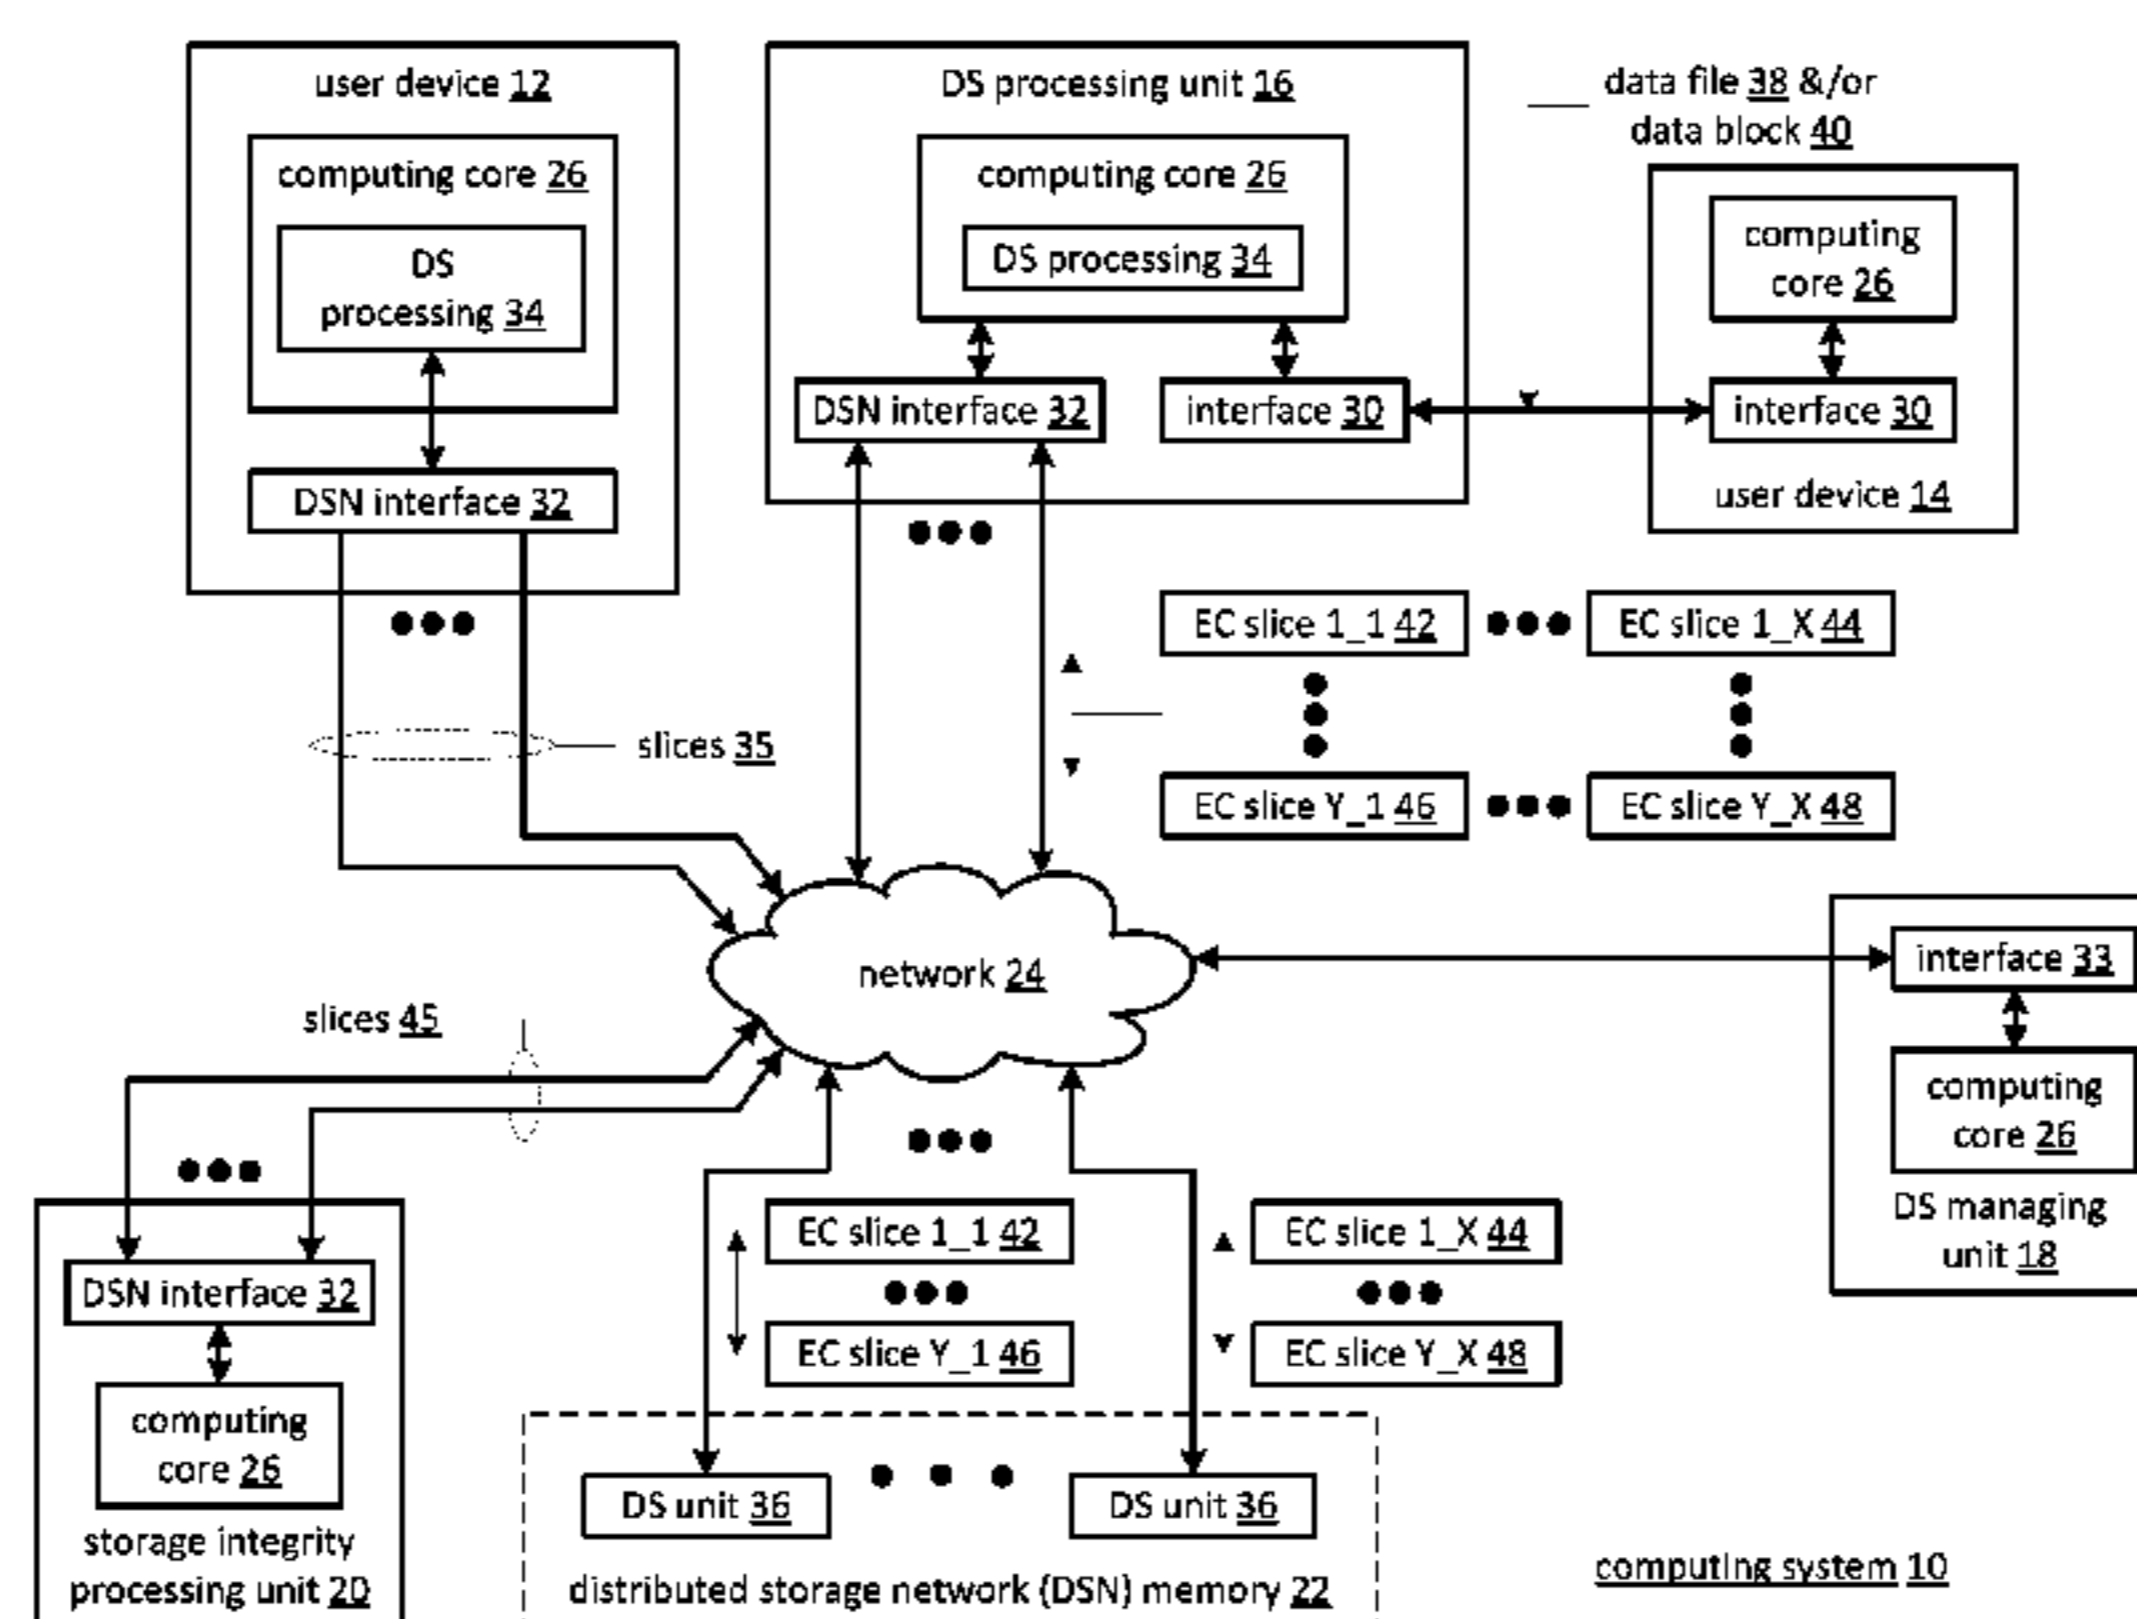 user device 12
computing core 26
DS
processing 34
DSN interface 32
DS processing unit 16
computing core 26
DS processing 34
DSN interface 32
interface 30
data file 38 &/or
data block 40
computing
core 26
interface 30
user device 14
EC slice 1_1 42
EC slice 1_X 44
EC slice Y_1 46
EC slice Y_X 48
slices 35
network 24
interface 33
computing
core 26
DS managing
unit 18
slices 45
DSN interface 32
computing
core 26
storage integrity
processing unit 20
EC slice 1_1 42
EC slice Y_1 46
EC slice 1_X 44
EC slice Y_X 48
DS unit 36
DS unit 36
distributed storage network (DSN) memory 22
computing system 10